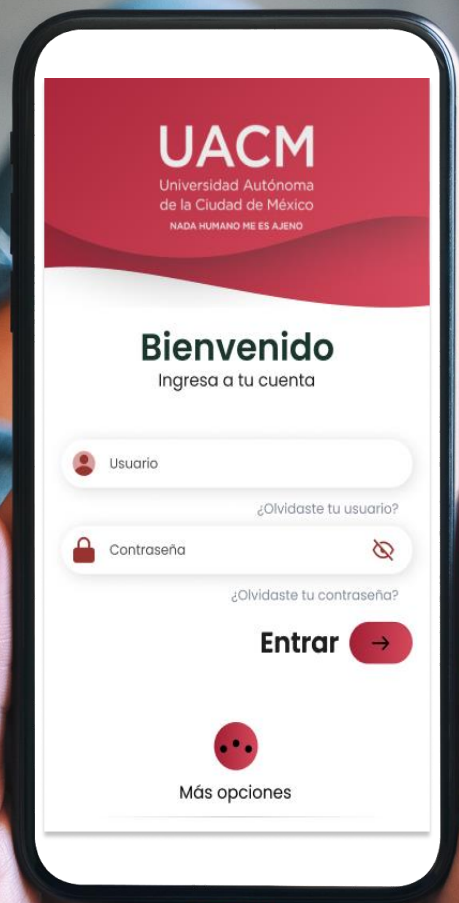 UACM
Universidad Autónoma
de la Ciudad de México
NADA HUMANO ME ES AJENO
Bienvenido
Ingresa a tu cuenta
Usuario
¿Olvidaste tu usuario?
Contraseña
¿Olvidaste tu contraseña?
Entrar
Más opciones